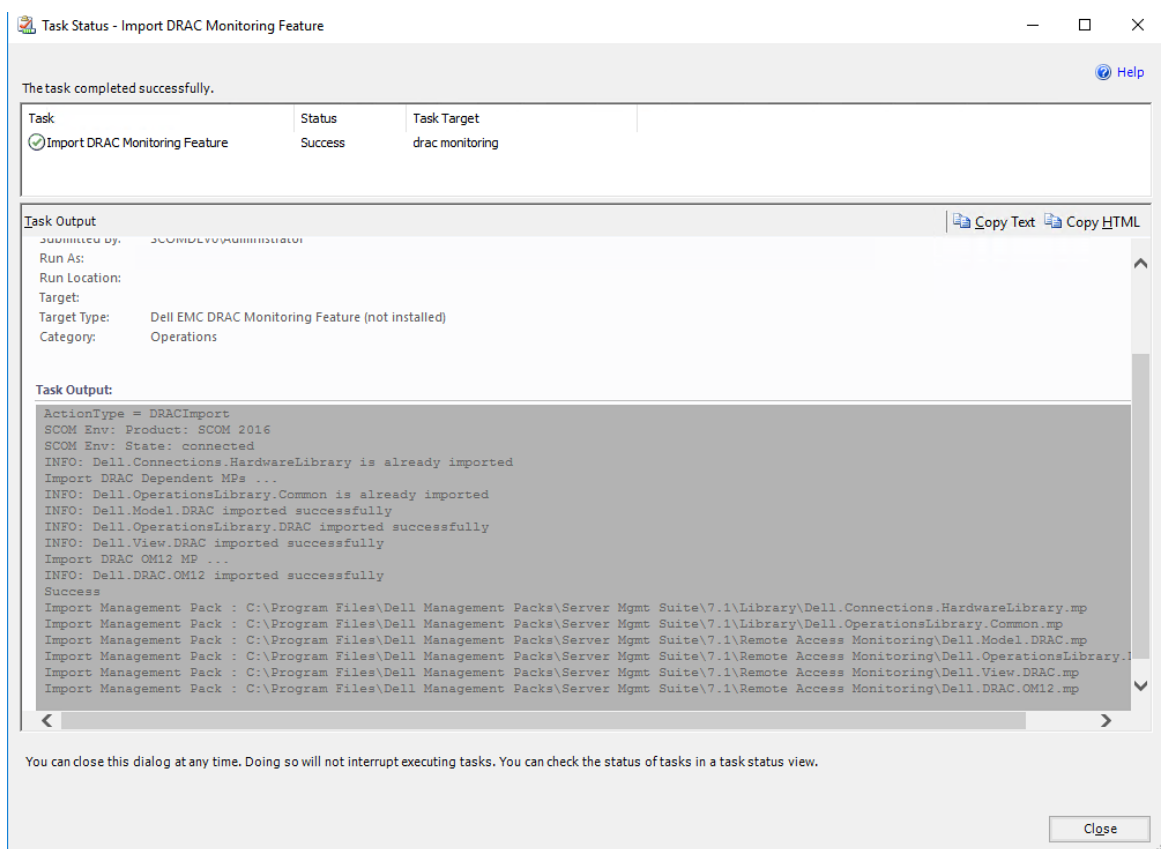 Task Status - Import DRAC Monitoring Feature
Help
The task completed successfully.
Task Status Task Target
Import DRAC Monitoring Feature Success drac monitoring
Task Output Copy Text Copy HTML
Submitted By: SCOMDEV0\Administrator
Run As:
Run Location:
Target:
Target Type: Dell EMC DRAC Monitoring Feature (not installed)
Category: Operations
Task Output:
ActionType = DRACImport
SCOM Env: Product: SCOM 2016
SCOM Env: State: connected
INFO: Dell.Connections.HardwareLibrary is already imported
Import DRAC Dependent MPs ...
INFO: Dell.OperationsLibrary.Common is already imported
INFO: Dell.Model.DRAC imported successfully
INFO: Dell.OperationsLibrary.DRAC imported successfully
INFO: Dell.View.DRAC imported successfully
Import DRAC OM12 MP ...
INFO: Dell.DRAC.OM12 imported successfully
Success
Import Management Pack : C:\Program Files\Dell Management Packs\Server Mgmt Suite\7.1\Library\Dell.Connections.HardwareLibrary.mp
Import Management Pack : C:\Program Files\Dell Management Packs\Server Mgmt Suite\7.1\Library\Dell.OperationsLibrary.Common.mp
Import Management Pack : C:\Program Files\Dell Management Packs\Server Mgmt Suite\7.1\Remote Access Monitoring\Dell.Model.DRAC.mp
Import Management Pack : C:\Program Files\Dell Management Packs\Server Mgmt Suite\7.1\Remote Access Monitoring\Dell.OperationsLibrary.
Import Management Pack : C:\Program Files\Dell Management Packs\Server Mgmt Suite\7.1\Remote Access Monitoring\Dell.View.DRAC.mp
Import Management Pack : C:\Program Files\Dell Management Packs\Server Mgmt Suite\7.1\Remote Access Monitoring\Dell.DRAC.OM12.mp
You can close this dialog at any time. Doing so will not interrupt executing tasks. You can check the status of tasks in a task status view.
Close